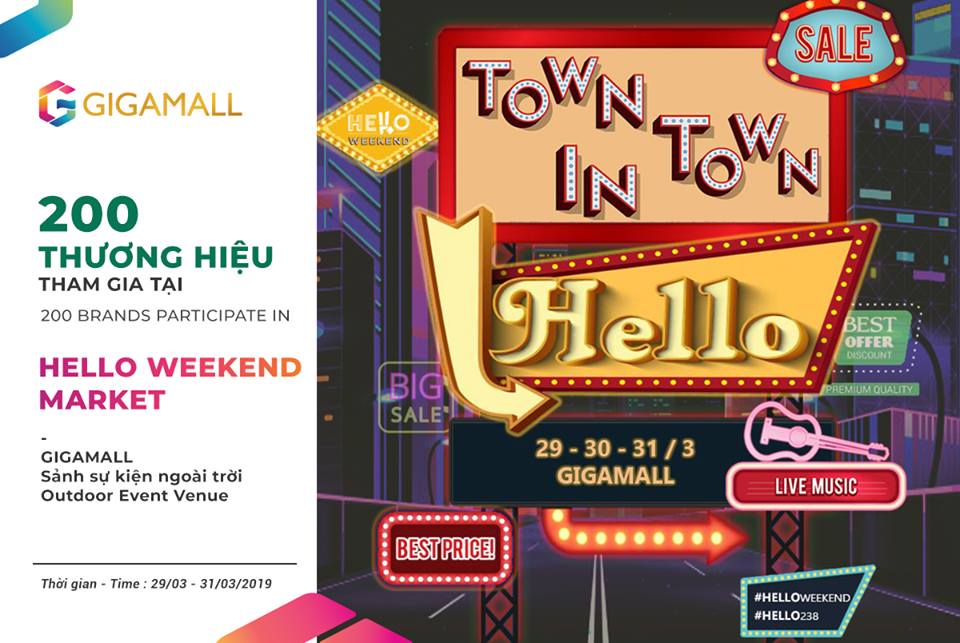 GIGAMALL
200
THƯƠNG HIỆU
THAM GIA TẠI
200 BRANDS PARTICIPATE IN
HELLO WEEKEND
MARKET
-
GIGAMALL
Sảnh sự kiện ngoài trời
Outdoor Event Venue
Thời gian - Time : 29/03 - 31/03/2019
SALE
HELLO
WEEKEND
TOWN
IN TOWN
Hello
BEST
OFFER
DISCOUNT
PREMIUM QUALITY
BIG
SALE
29 - 30 - 31 / 3
GIGAMALL
LIVE MUSIC
BEST PRICE!
#HELLOWEEKEND
#HELLO238